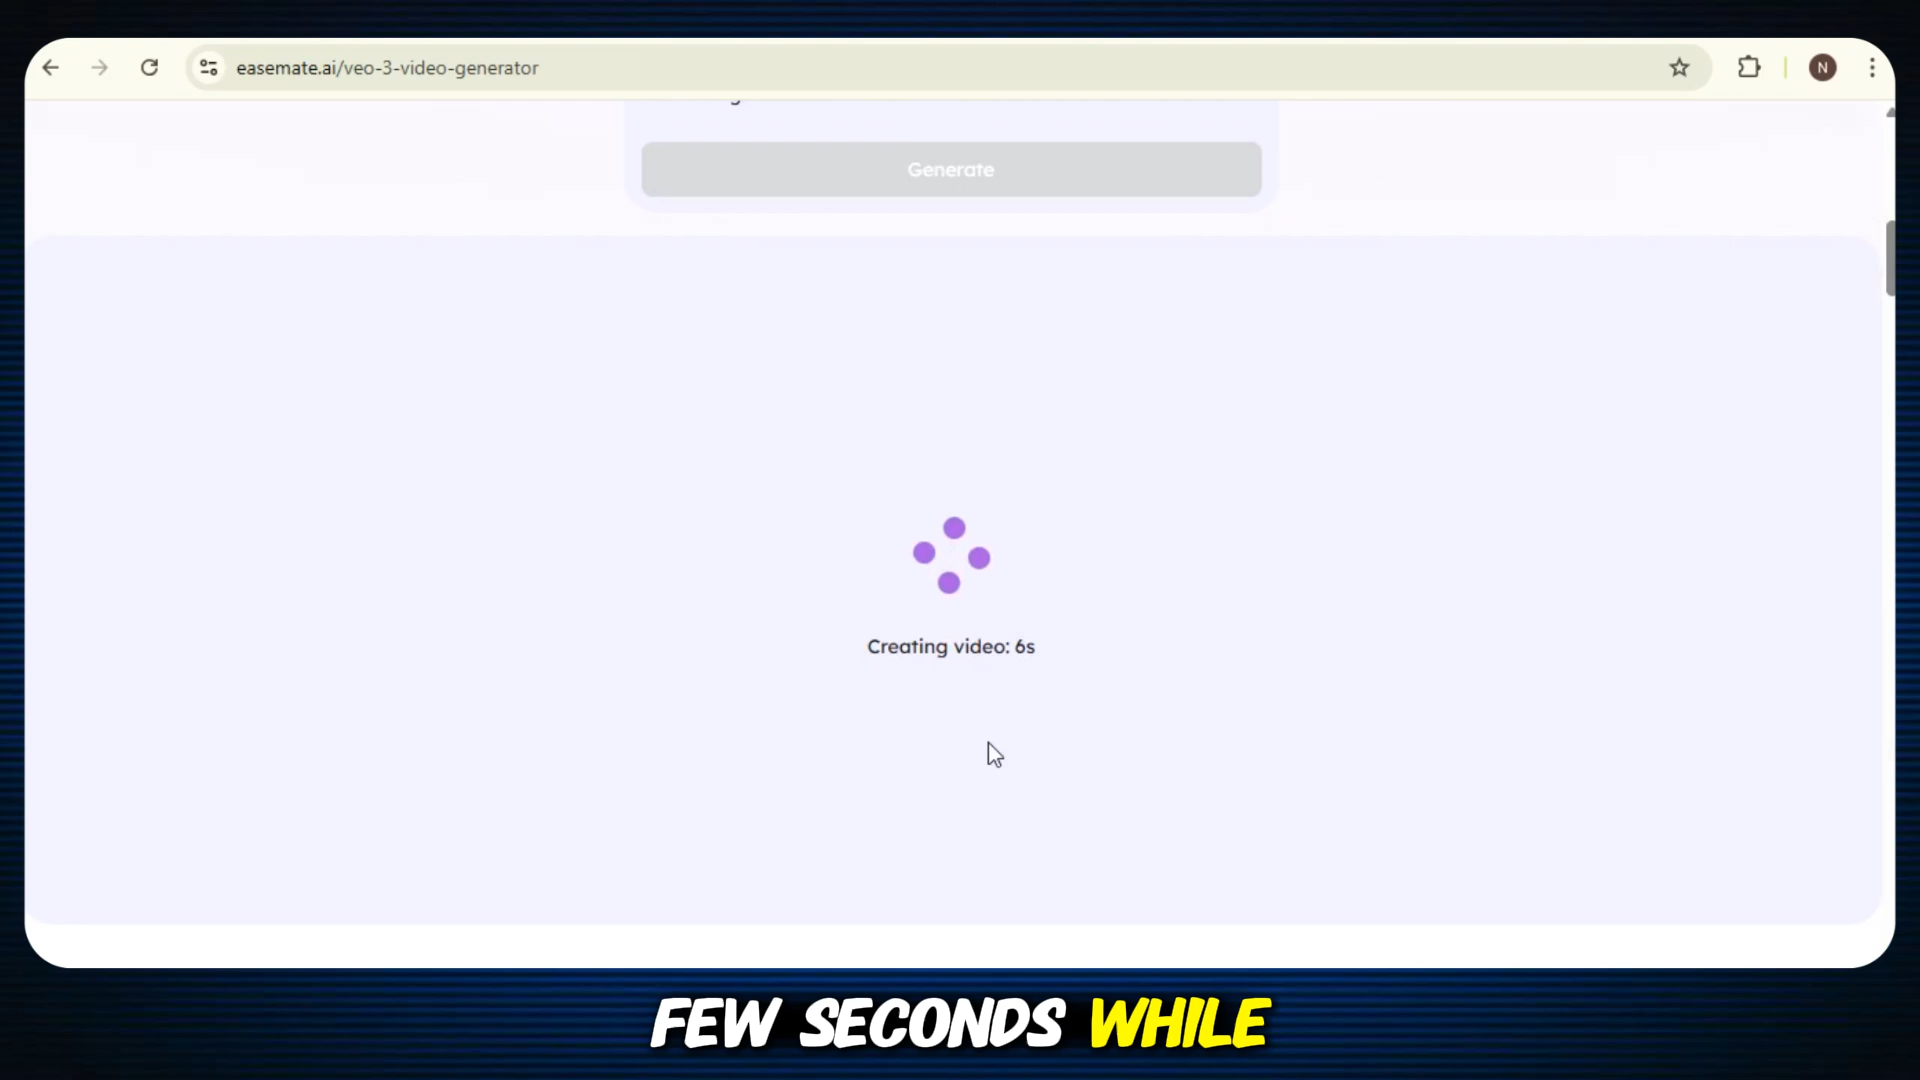 easemate.ai/veo-3-video-generator
N
Generate
Creating video: 6s
FEW SECONDS WHILE